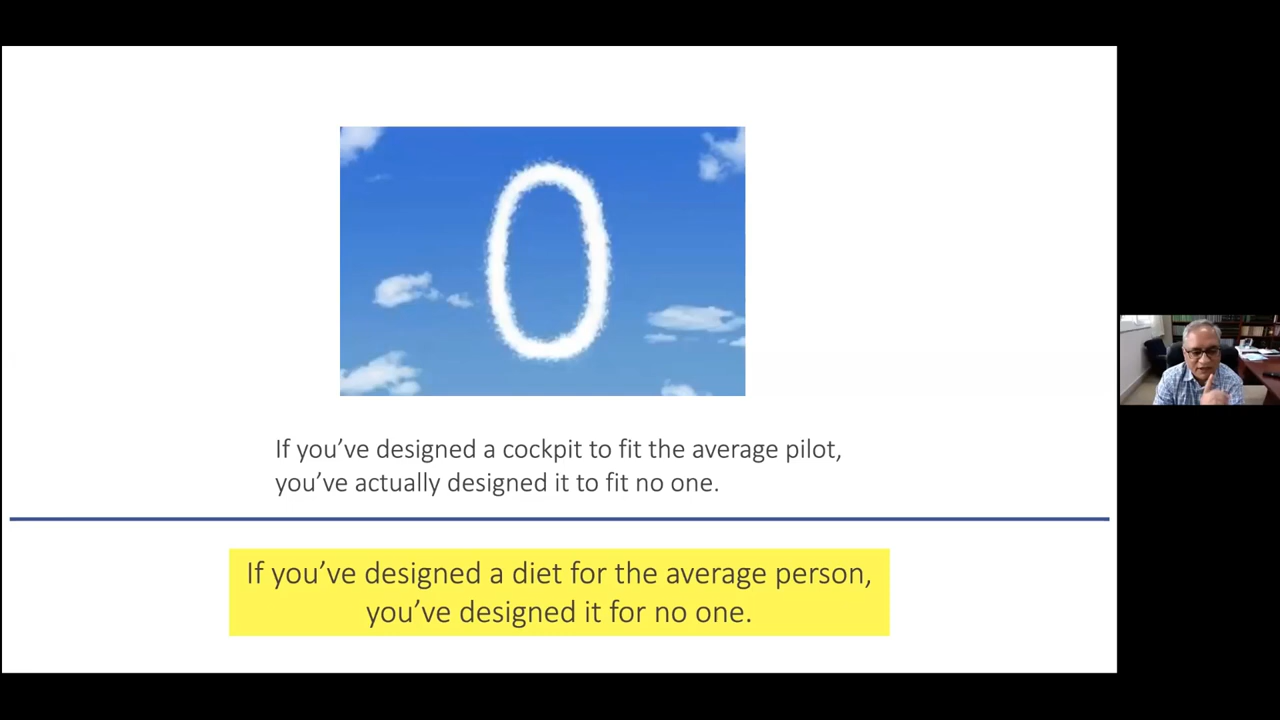 0
If you’ve designed a cockpit to fit the average pilot,
you’ve actually designed it to fit no one.
If you’ve designed a diet for the average person,
you’ve designed it for no one.